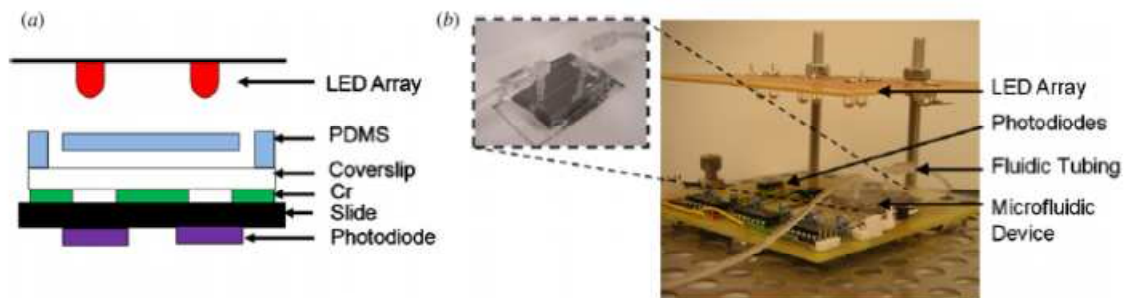 (a)
LED Array
PDMS
Coverslip
Cr
Slide
Photodiode
(b)
LED Array
Photodiodes
Fluidic Tubing
Microfluidic
Device